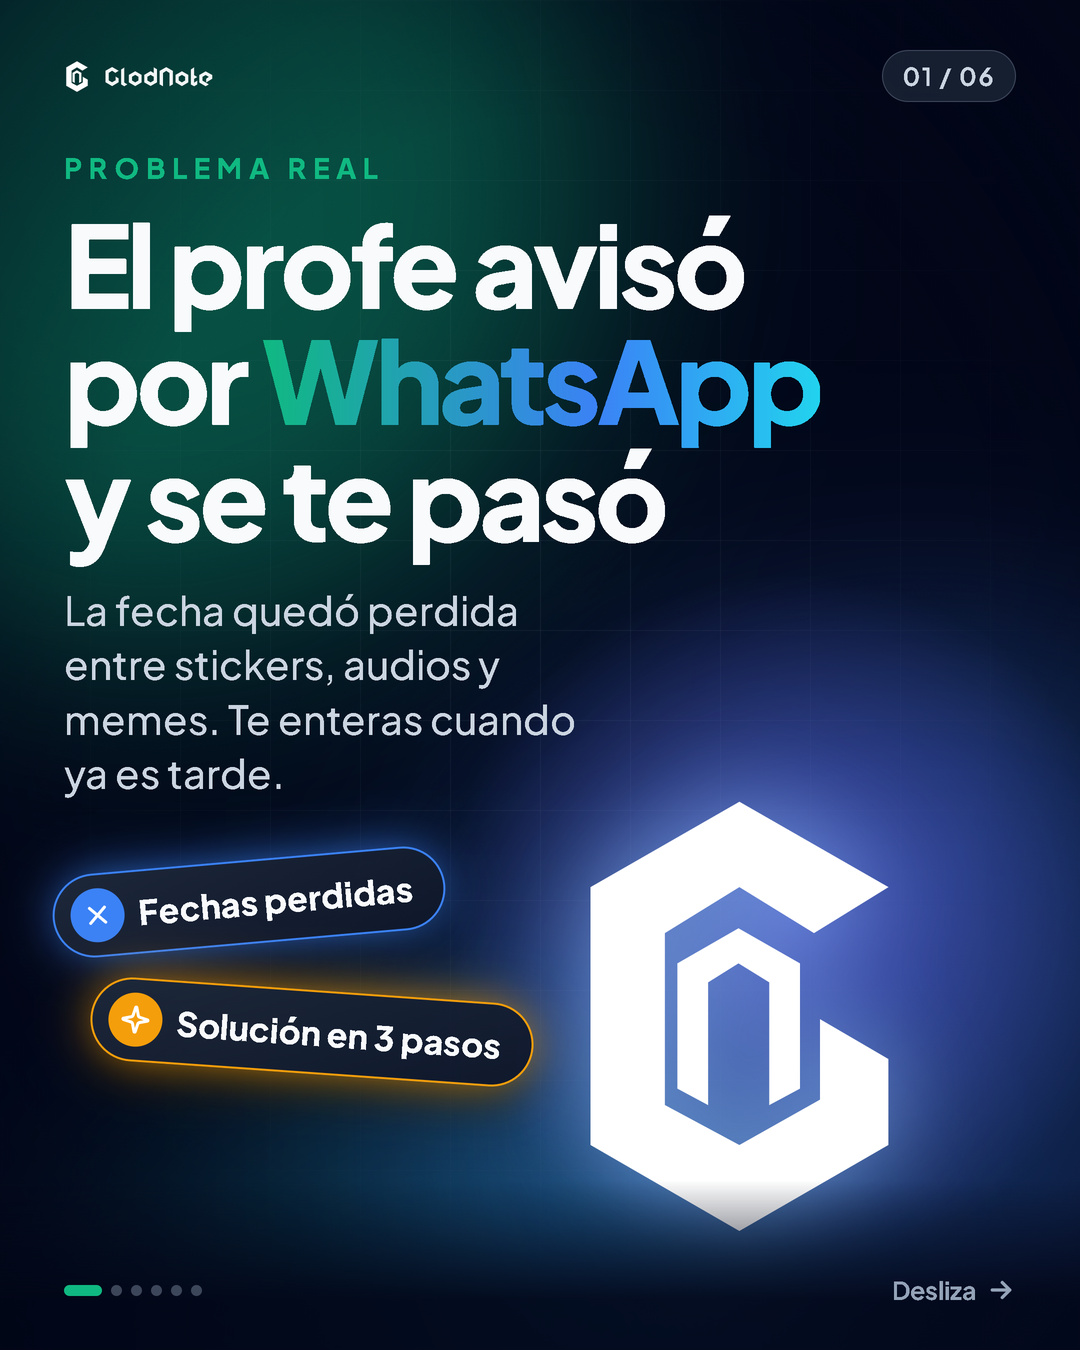 ClodNote
01 / 06
PROBLEMA REAL
El profe avisó
por WhatsApp
y se te pasó
La fecha quedó perdida
entre stickers, audios y
memes. Te enteras cuando
ya es tarde.
Fechas perdidas
Solución en 3 pasos
Desliza →